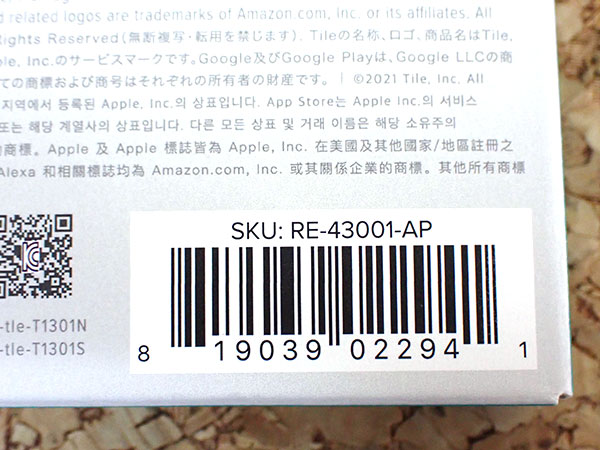 related logos are trademarks of Amazon.com, Inc. or its affiliates. All
Rights Reserved(無断複写・転用を禁じます)。Tileの名称、ロゴ、商品名はTile,
Inc.のサービスマークです。Google及びGoogle Playは、Google LLCの商
ての商標および商号はそれぞれの所有者の財産です。 | ©2021 Tile, Inc. All
지역에서 등록된 Apple, Inc.의 상표입니다. App Store는 Apple Inc.의 서비스
또는 해당 계열사의 상표입니다. 다른 모든 상표 및 거래 이름은 해당 소유주의
商標。Apple 及 Apple 標誌皆為 Apple, Inc. 在美國及其他國家/地區註冊之
Alexa 和相關標誌均為 Amazon.com, Inc. 或其關係企業的商標。其他所有商標
SKU: RE-43001-AP
8 19039 02294 1
-tle-T1301N
-tle-T1301S